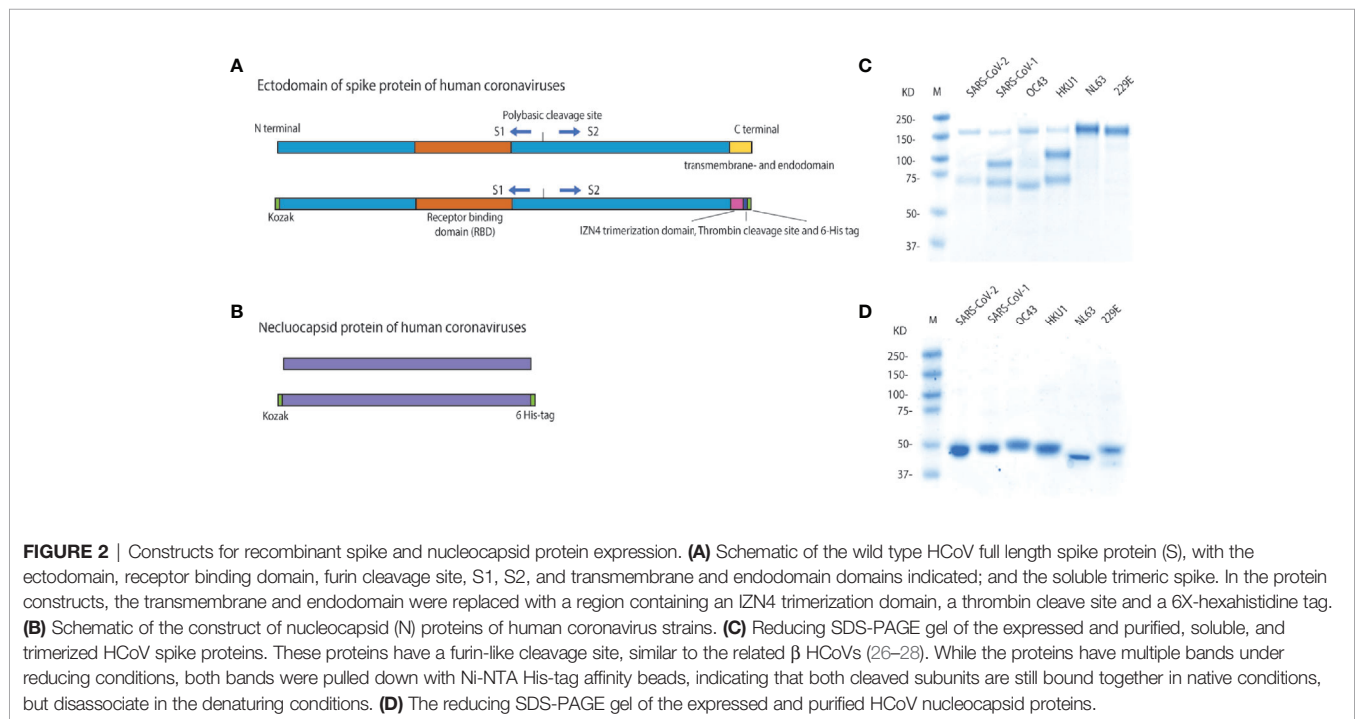 A
Ectodomain of spike protein of human coronaviruses
Polybasic cleavage site
N terminal
S1
S2
C terminal
transmembrane- and endodomain
S1
S2
Kozak
Receptor binding
domain (RBD)
IZN4 trimerization domain, Thrombin cleavage site and 6-His tag
B
Necluocapsid protein of human coronaviruses
Kozak
6 His-tag
C
KD
M
SARS-CoV-2
SARS-CoV-1
OC43
HKU1
NL63
229E
250-
150-
100-
75-
50-
37-
D
KD
M
SARS-CoV-2
SARS-CoV-1
OC43
HKU1
NL63
229E
250-
150-
100-
75-
50-
37-
FIGURE 2 | Constructs for recombinant spike and nucleocapsid protein expression. (A) Schematic of the wild type HCoV full length spike protein (S), with the
ectodomain, receptor binding domain, furin cleavage site, S1, S2, and transmembrane and endodomain domains indicated; and the soluble trimeric spike. In the protein
constructs, the transmembrane and endodomain were replaced with a region containing an IZN4 trimerization domain, a thrombin cleave site and a 6X-hexahistidine tag.
(B) Schematic of the construct of nucleocapsid (N) proteins of human coronavirus strains. (C) Reducing SDS-PAGE gel of the expressed and purified, soluble, and
trimerized HCoV spike proteins. These proteins have a furin-like cleavage site, similar to the related β HCoVs (26–28). While the proteins have multiple bands under
reducing conditions, both bands were pulled down with Ni-NTA His-tag affinity beads, indicating that both cleaved subunits are still bound together in native conditions,
but disassociate in the denaturing conditions. (D) The reducing SDS-PAGE gel of the expressed and purified HCoV nucleocapsid proteins.